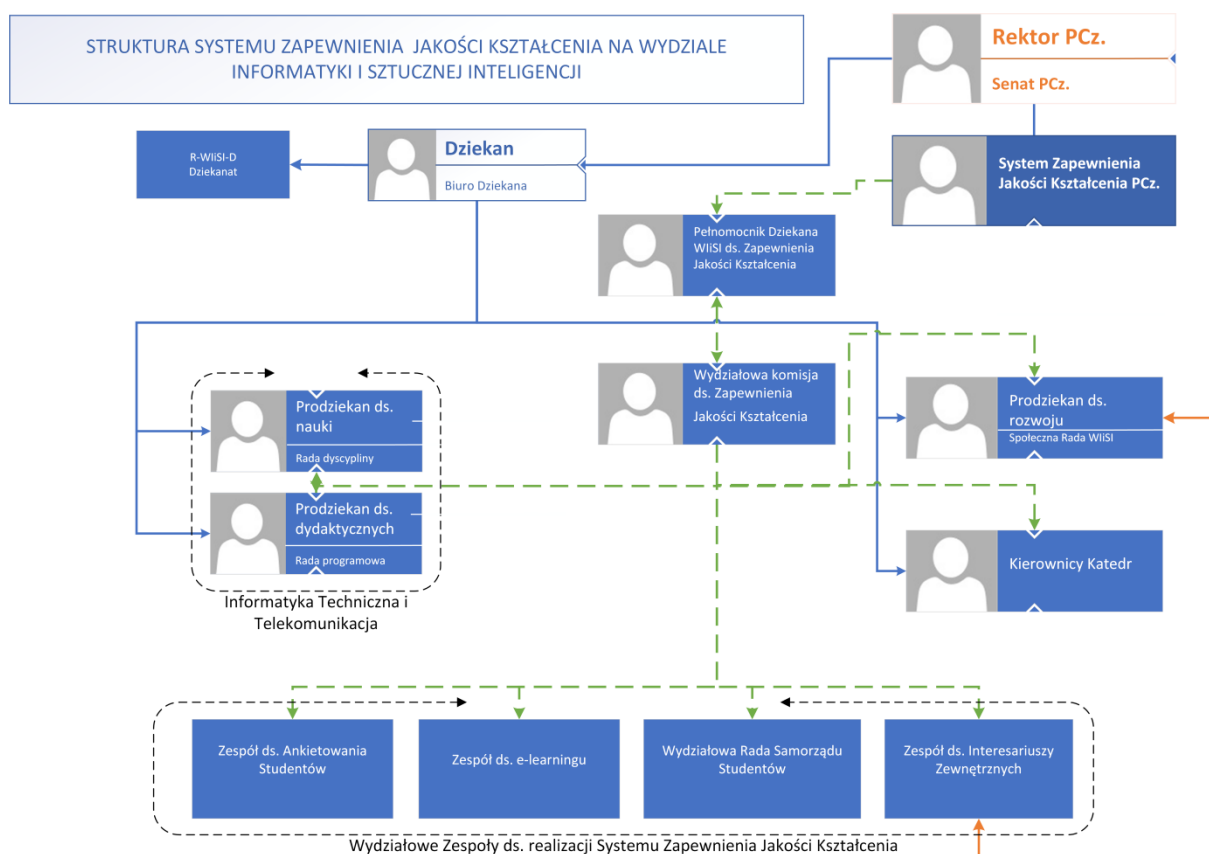 STRUKTURA SYSTEMU ZAPEWNIENIA JAKOŚCI KSZTAŁCENIA NA WYDZIALE
INFORMATYKI I SZTUCZNEJ INTELIGENCJI
Rektor PCz.
Senat PCz.
R-WIiSI-D
Dziekanat
Dziekan
Biuro Dziekana
System Zapewnienia
Jakości Kształcenia PCz.
Pełnomocnik Dziekana
WIiSI ds. Zapewnienia
Jakości Kształcenia
Wydziałowa komisja
ds. Zapewnienia
Jakości Kształcenia
Prodziekan ds.
nauki
Rada dyscypliny
Prodziekan ds.
rozwoju
Społeczna Rada WIiSI
Prodziekan ds.
dydaktycznych
Rada programowa
Kierownicy Katedr
Informatyka Techniczna i
Telekomunikacja
Zespół ds. Ankietowania
Studentów
Zespół ds. e-learningu
Wydziałowa Rada Samorządu
Studentów
Zespół ds. Interesariuszy
Zewnętrznych
Wydziałowe Zespoły ds. realizacji Systemu Zapewnienia Jakości Kształcenia